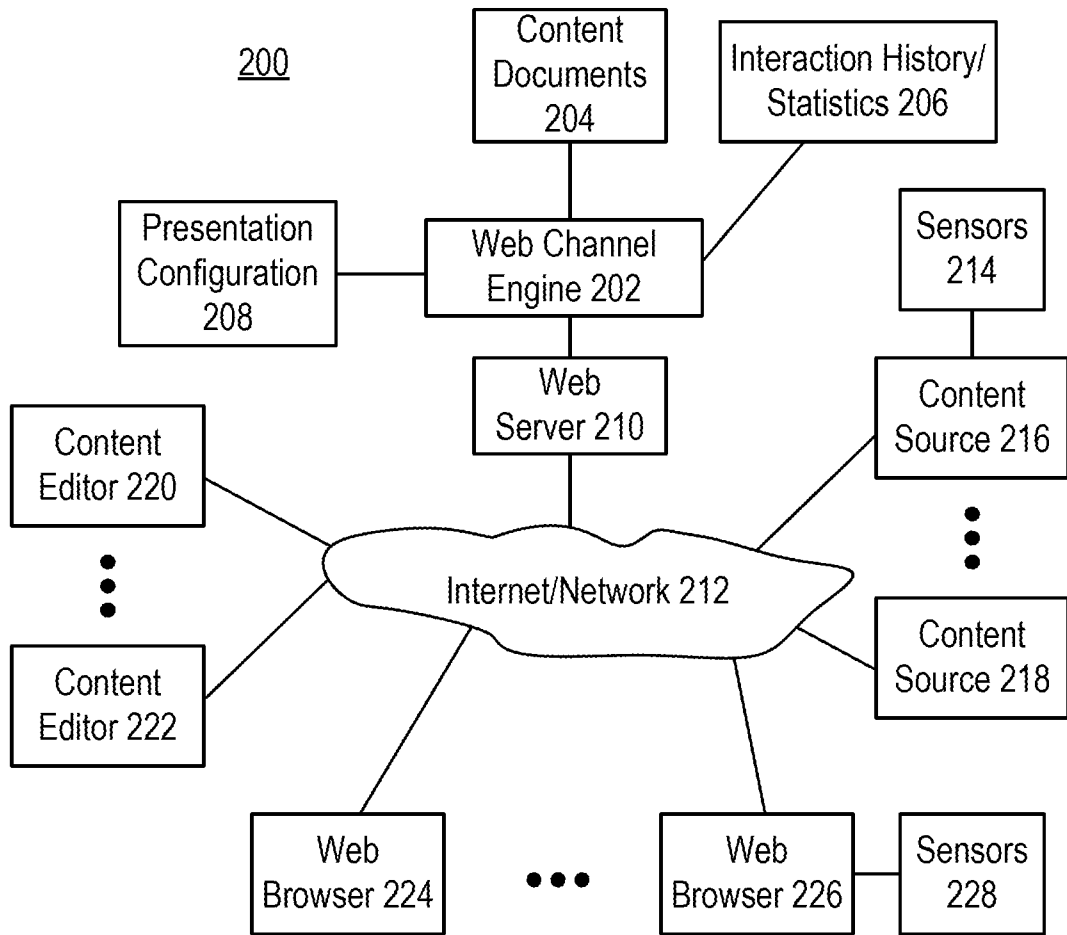 200
Content
Documents
204
Interaction History/
Statistics 206
Presentation
Configuration
208
Web Channel
Engine 202
Sensors
214
Web
Server 210
Content
Source 216
Content
Editor 220
Internet/Network 212
Content
Editor 222
Content
Source 218
Web
Browser 224
Web
Browser 226
Sensors
228